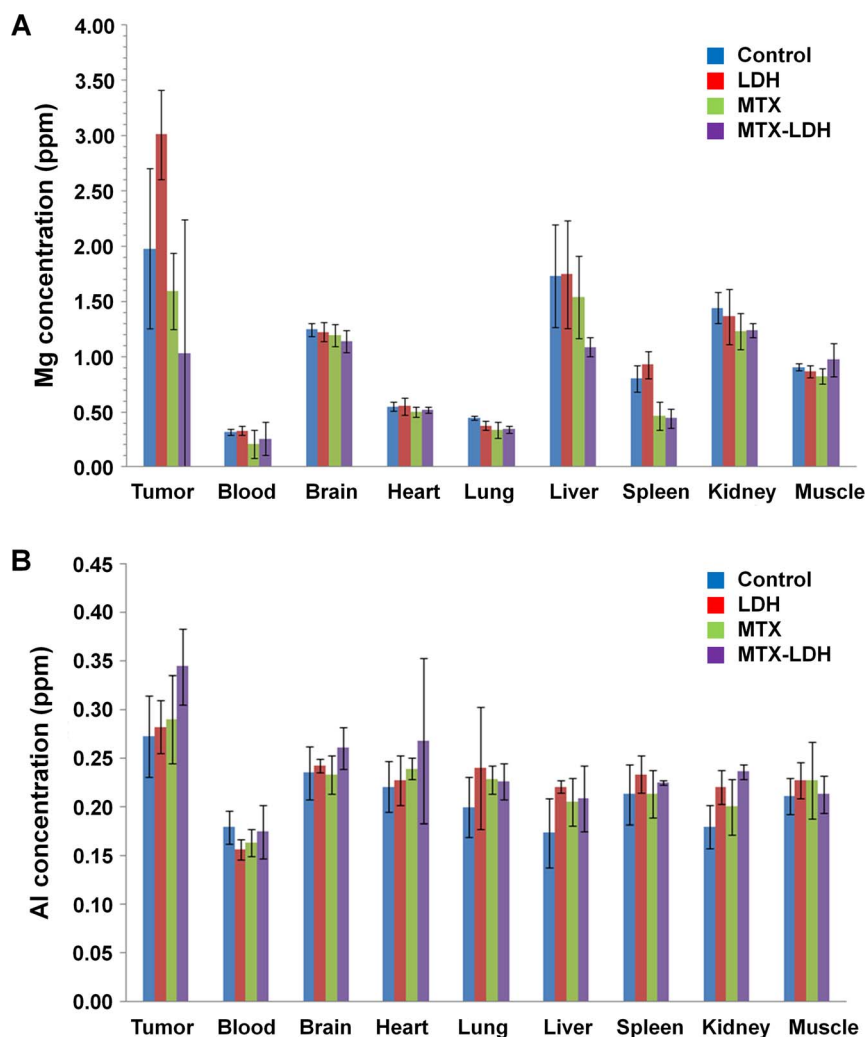 A
Mg concentration (ppm)
4.00
3.50
3.00
2.50
2.00
1.50
1.00
0.50
0.00
Control
LDH
MTX
MTX-LDH
Tumor Blood Brain Heart Lung Liver Spleen Kidney Muscle
B
Al concentration (ppm)
0.45
0.40
0.35
0.30
0.25
0.20
0.15
0.10
0.05
0.00
Control
LDH
MTX
MTX-LDH
Tumor Blood Brain Heart Lung Liver Spleen Kidney Muscle